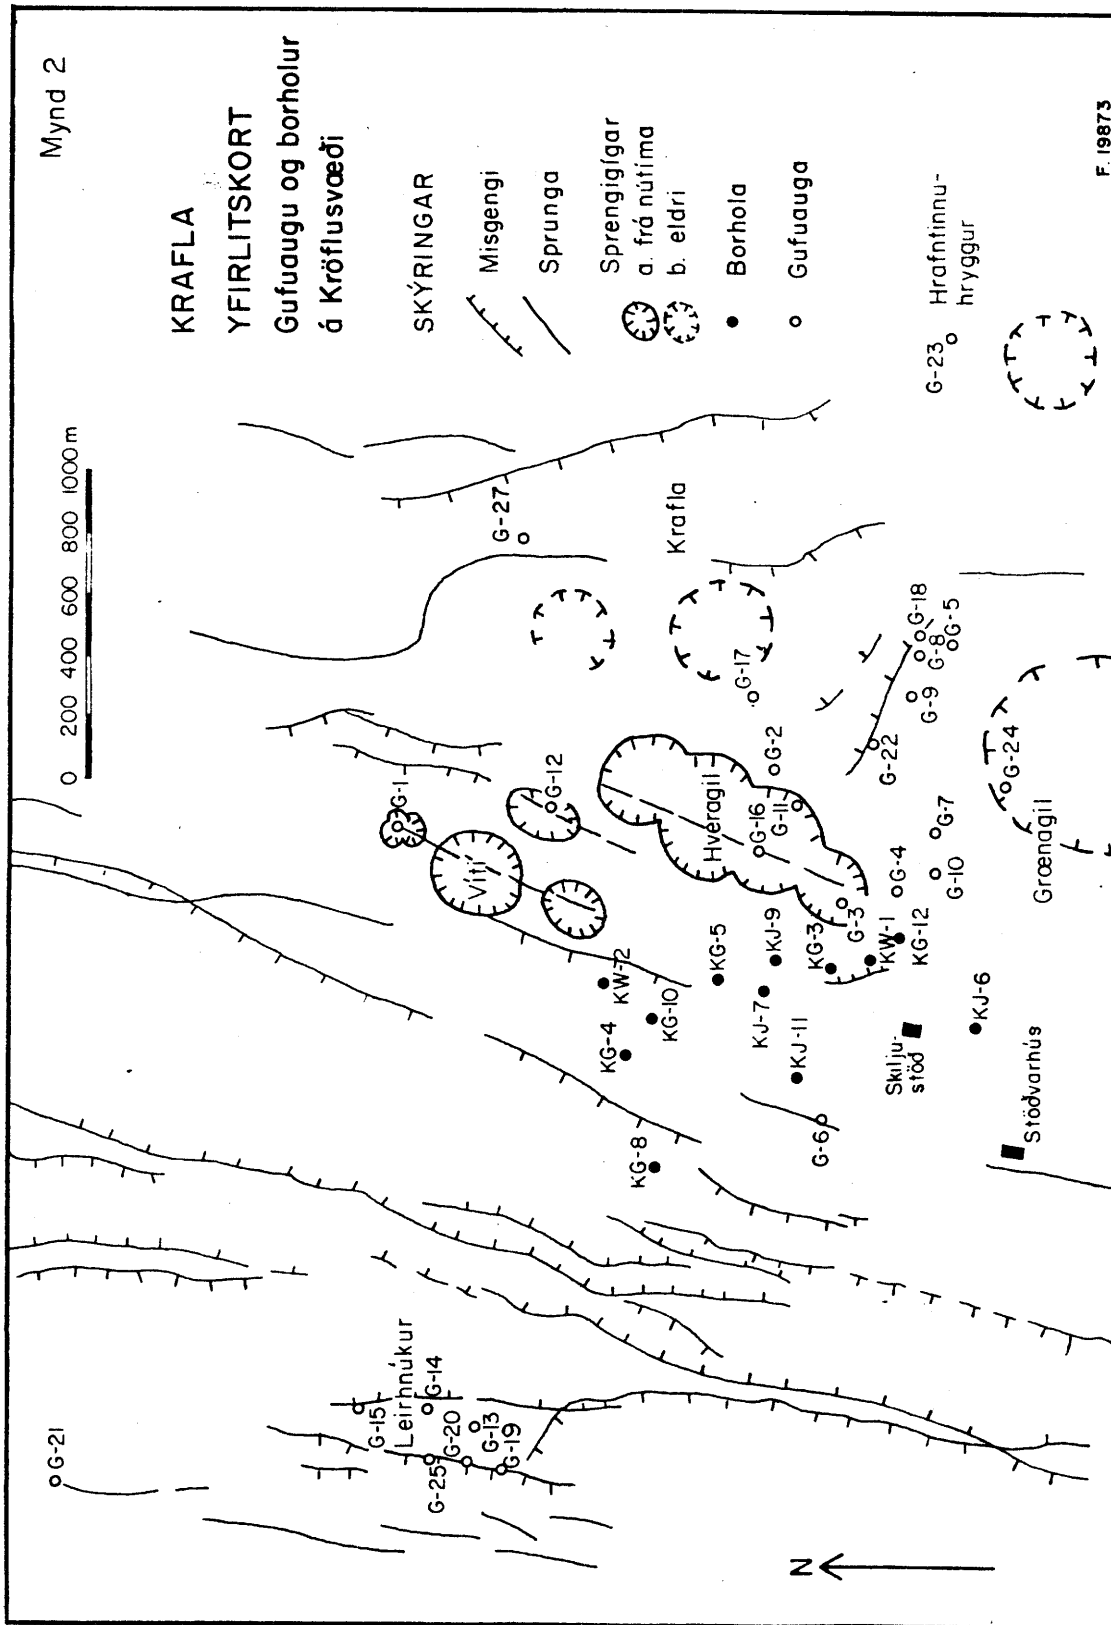 Mynd 2
KRAFLA
YFIRLITSKORT
Gufuaugu og borholur
á Kröflusvæði
SKÝRINGAR
Misgengi
Sprunga
Sprengigígar
a. frá nútíma
b. eldri
Borhola
Gufuauga
0 200 400 600 800 1000 m
G-21
G-15
Leirhnúkur
G-14
G-25
G-20
G-13
G-19
G-1
Víti
G-12
G-27
Krafla
KW-2
KG-4
KG-10
KG-8
KG-5
KJ-9
KJ-7
KJ-11
KG-3
G-3
KW-1
KG-12
Hveragil
G-16
G-11
G-2
G-17
G-6
G-4
G-10
G-7
G-22
G-9
G-8
G-18
G-5
G-23
Hrafntinnu-
hryggur
G-24
Grœnagil
Skilju-
stöd
KJ-6
Stöðvarhús
N
F. 19873